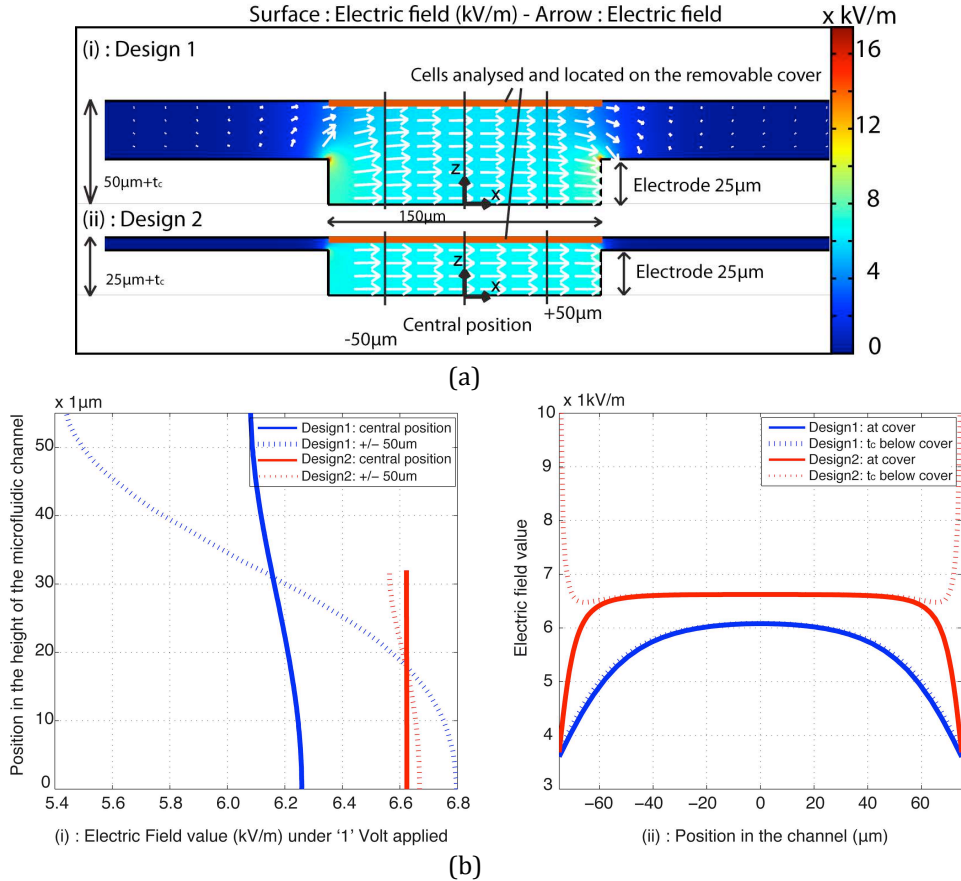 Surface : Electric field (kV/m) - Arrow : Electric field
x kV/m
(i) : Design 1
Cells analysed and located on the removable cover
16
12
8
4
0
z
x
50µm+tc
Electrode 25µm
150µm
(ii) : Design 2
z
x
25µm+tc
Electrode 25µm
+50µm
Central position
-50µm
(a)
x 1µm
Position in the height of the microfluidic channel
50
40
30
20
10
0
Design1: central position
Design1: +/− 50um
Design2: central position
Design2: +/− 50um
5.4 5.6 5.8 6.0 6.2 6.4 6.6 6.8
(i) : Electric Field value (kV/m) under ‘1’ Volt applied
x 1kV/m
Electric field value
10
9
8
7
6
5
4
3
Design1: at cover
Design1: tc below cover
Design2: at cover
Design2: tc below cover
−60 −40 −20 0 20 40 60
(ii) : Position in the channel (µm)
(b)